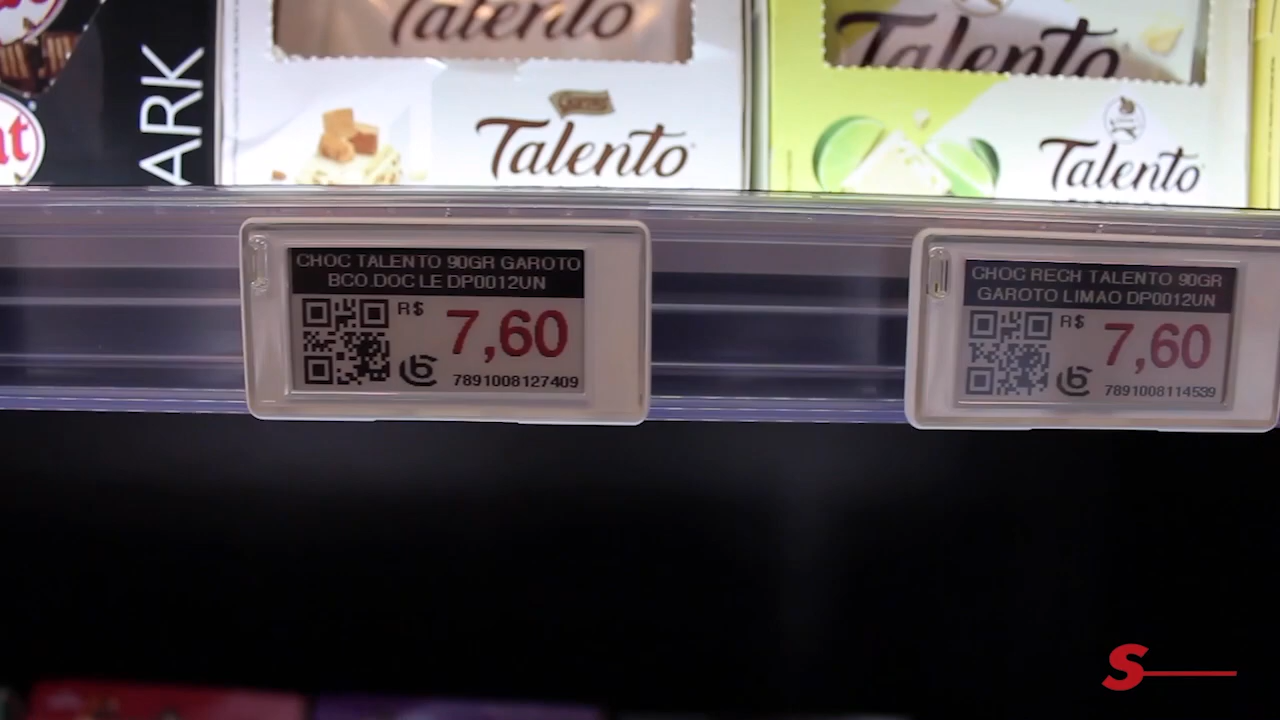 Talento
Talento
ARK
Talento
Talento
CHOC TALENTO 90GR GAROTO
BCO.DOC LE DP0012UN
R$
7,60
7891008127409
CHOC RECH TALENTO 90GR
GAROTO LIMAO DP0012UN
R$
7,60
7891008114539
S